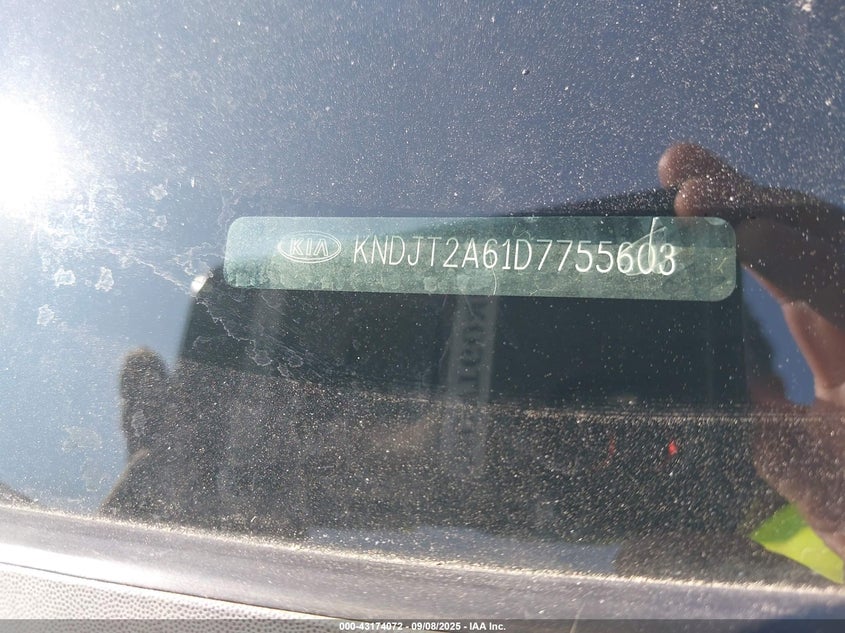 KIA KNDJT2A61D7755603
000-43174072 - 09/08/2025 - IAA Inc.